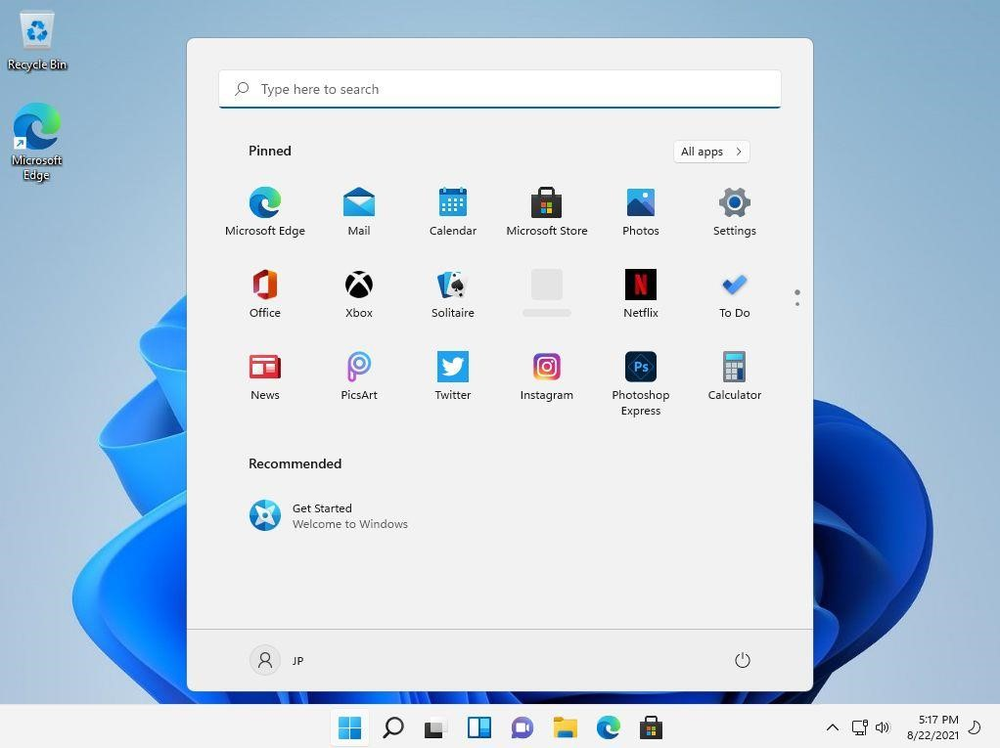 Recycle Bin
Microsoft
Edge
Type here to search
Pinned
All apps
Microsoft Edge
Mail
Calendar
Microsoft Store
Photos
Settings
Office
Xbox
Solitaire
N
Netflix
To Do
News
PicsArt
Twitter
Instagram
Ps
Photoshop
Express
Calculator
Recommended
Get Started
Welcome to Windows
JP
5:17 PM
8/22/2021